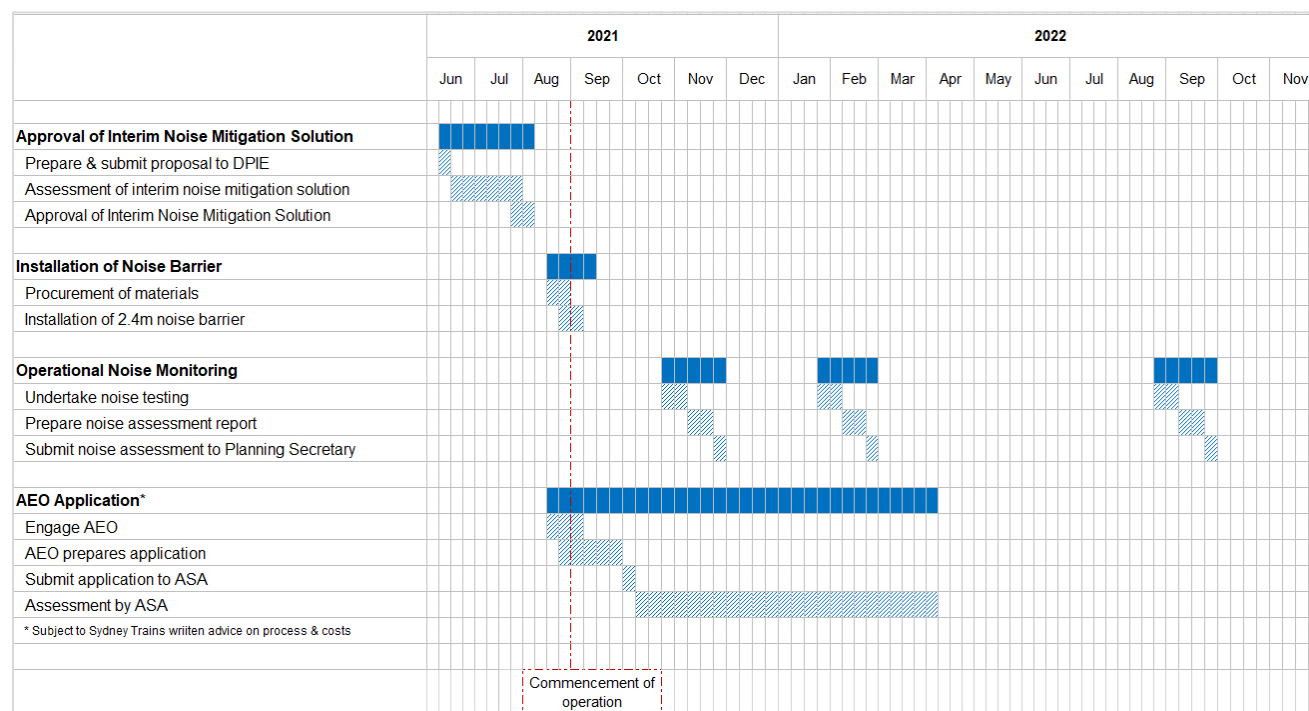 2021 2022
Jun Jul Aug Sep Oct Nov Dec Jan Feb Mar Apr May Jun Jul Aug Sep Oct Nov
Approval of Interim Noise Mitigation Solution
Prepare & submit proposal to DPIE
Assessment of interim noise mitigation solution
Approval of Interim Noise Mitigation Solution
Installation of Noise Barrier
Procurement of materials
Installation of 2.4m noise barrier
Operational Noise Monitoring
Undertake noise testing
Prepare noise assessment report
Submit noise assessment to Planning Secretary
AEO Application*
Engage AEO
AEO prepares application
Submit application to ASA
Assessment by ASA
* Subject to Sydney Trains wriiten advice on process & costs
Commencement of
operation